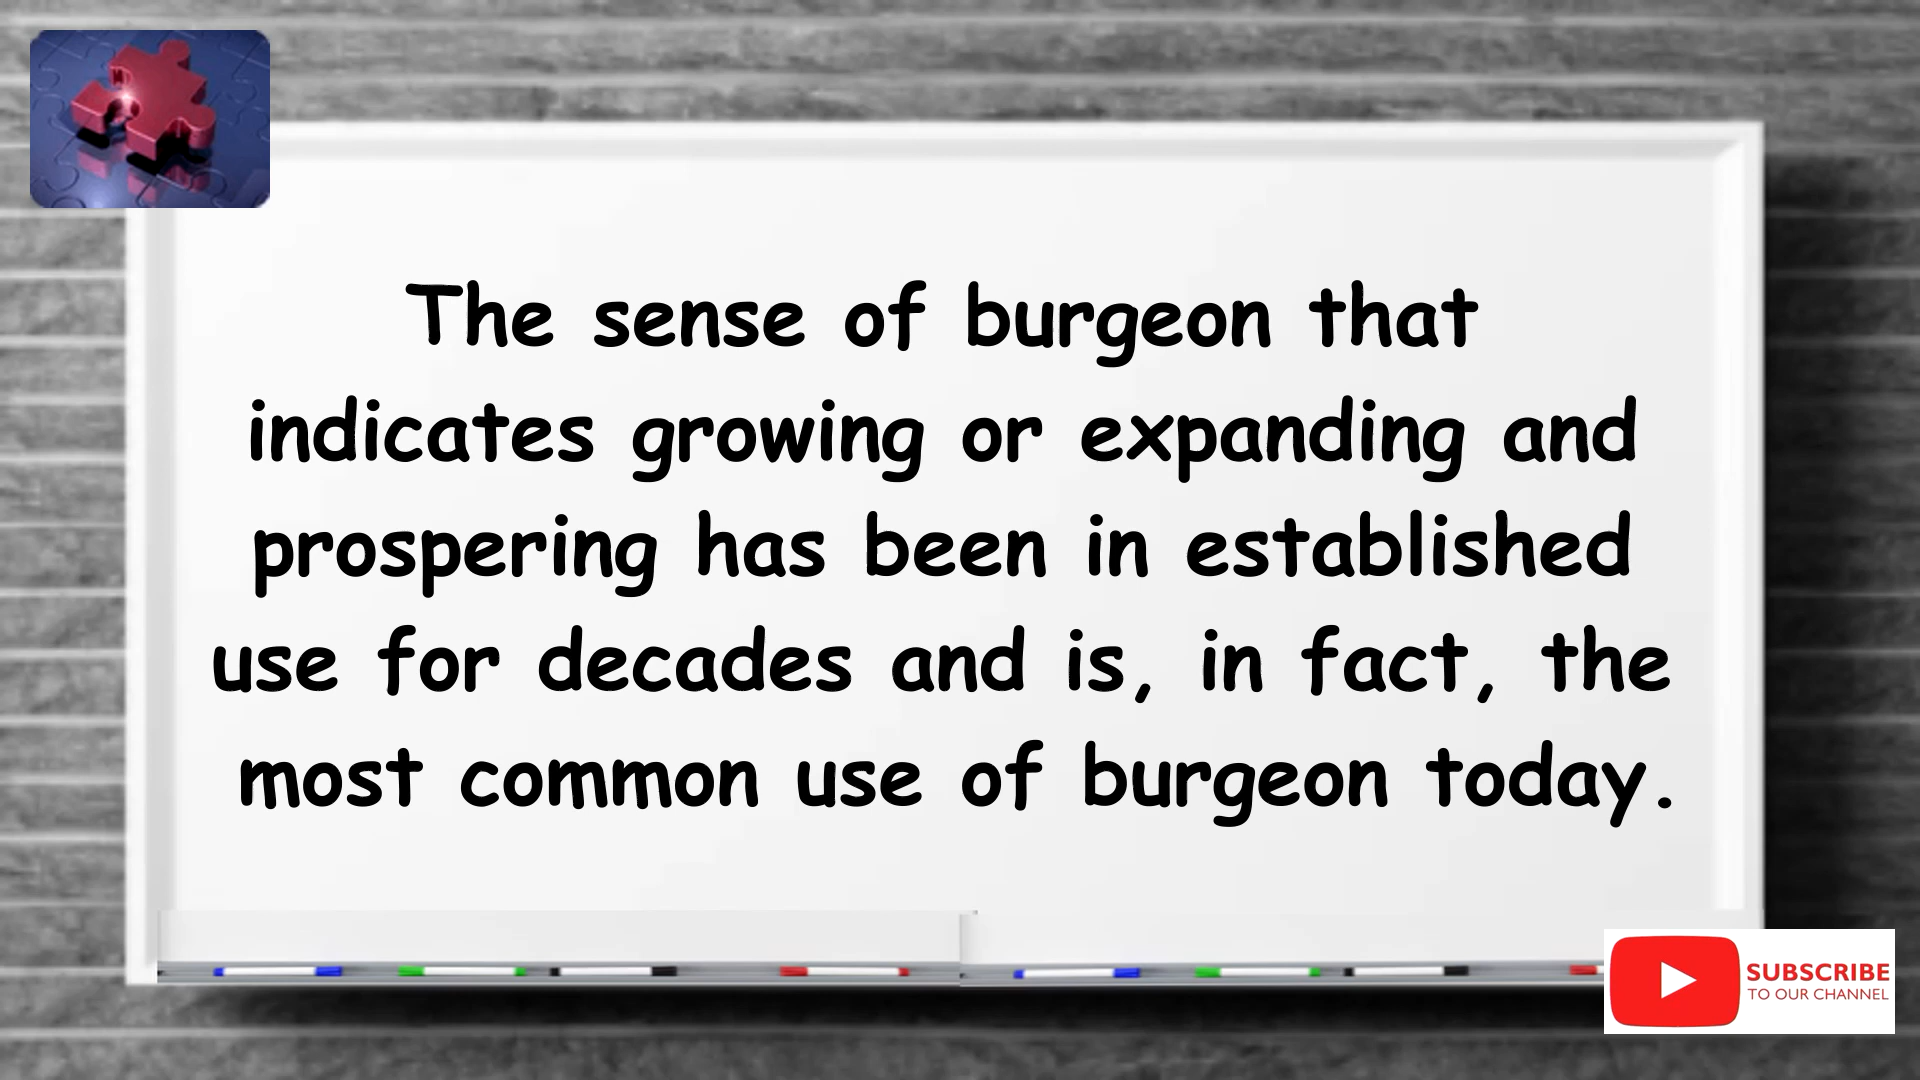 The sense of burgeon that
indicates growing or expanding and
prospering has been in established
use for decades and is, in fact, the
most common use of burgeon today.
SUBSCRIBE
TO OUR CHANNEL